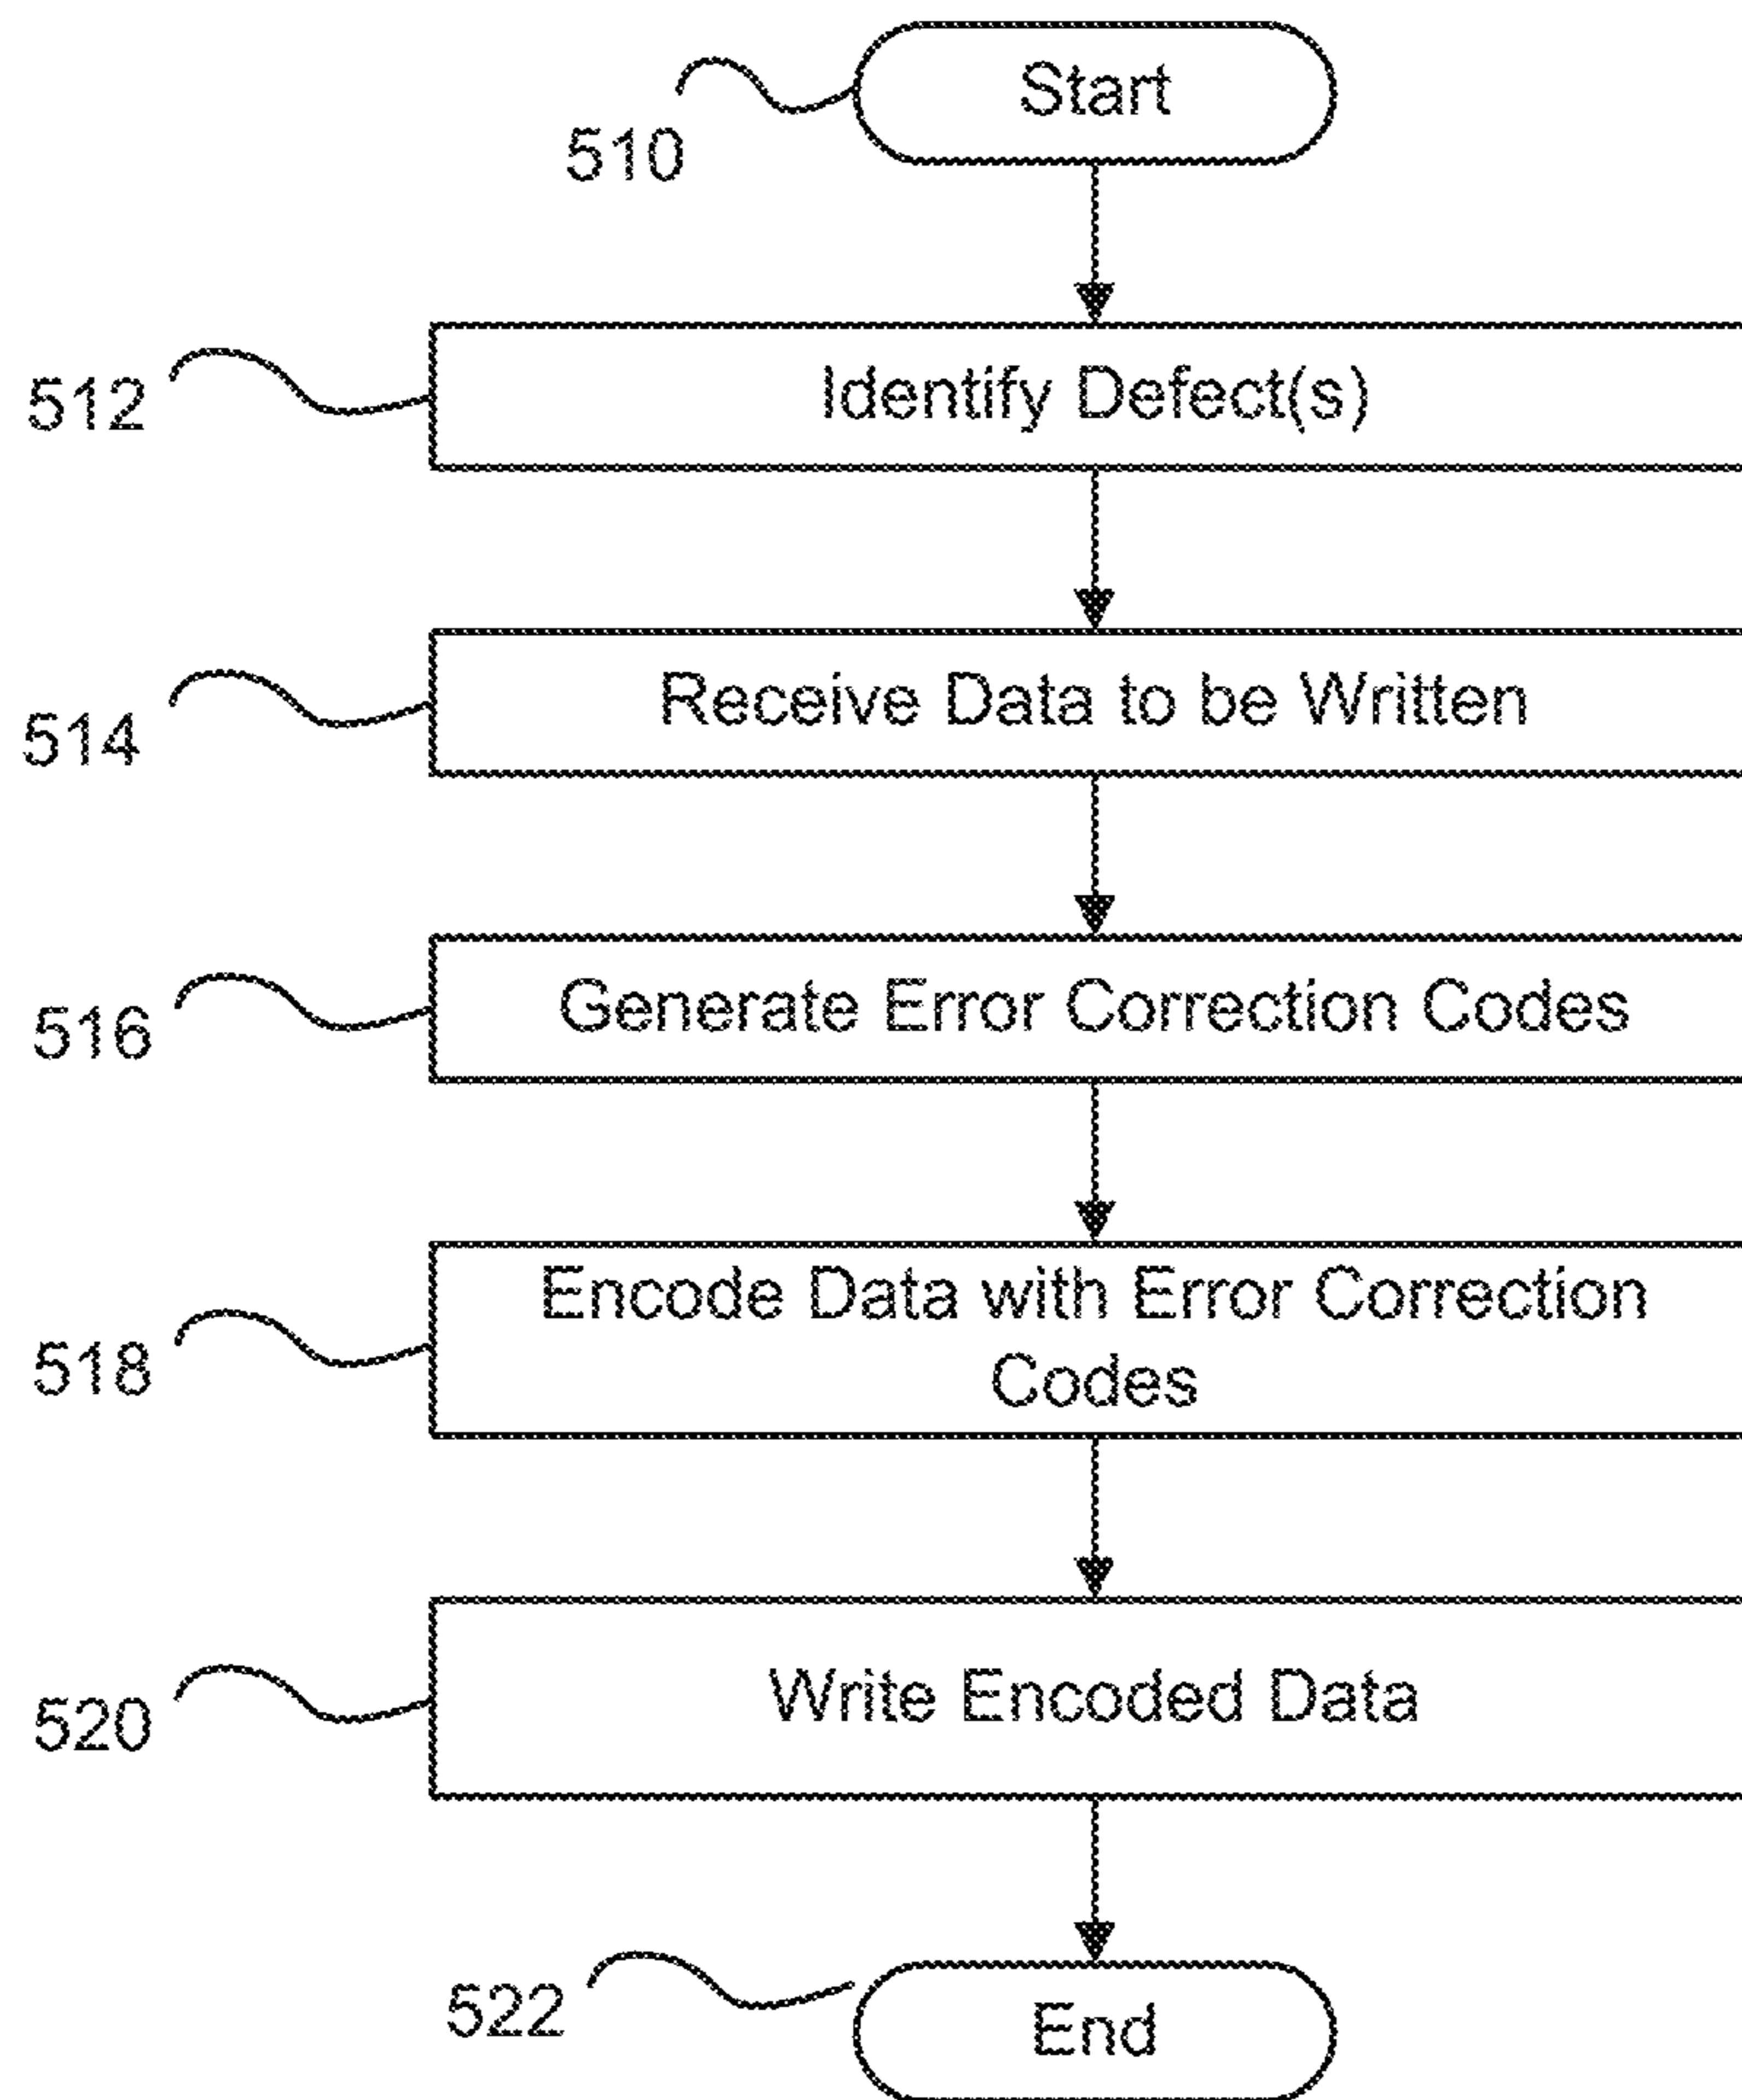 Start
510
Identify Defect(s)
512
Receive Data to be Written
514
Generate Error Correction Codes
516
Encode Data with Error Correction
Codes
518
Write Encoded Data
520
522
End